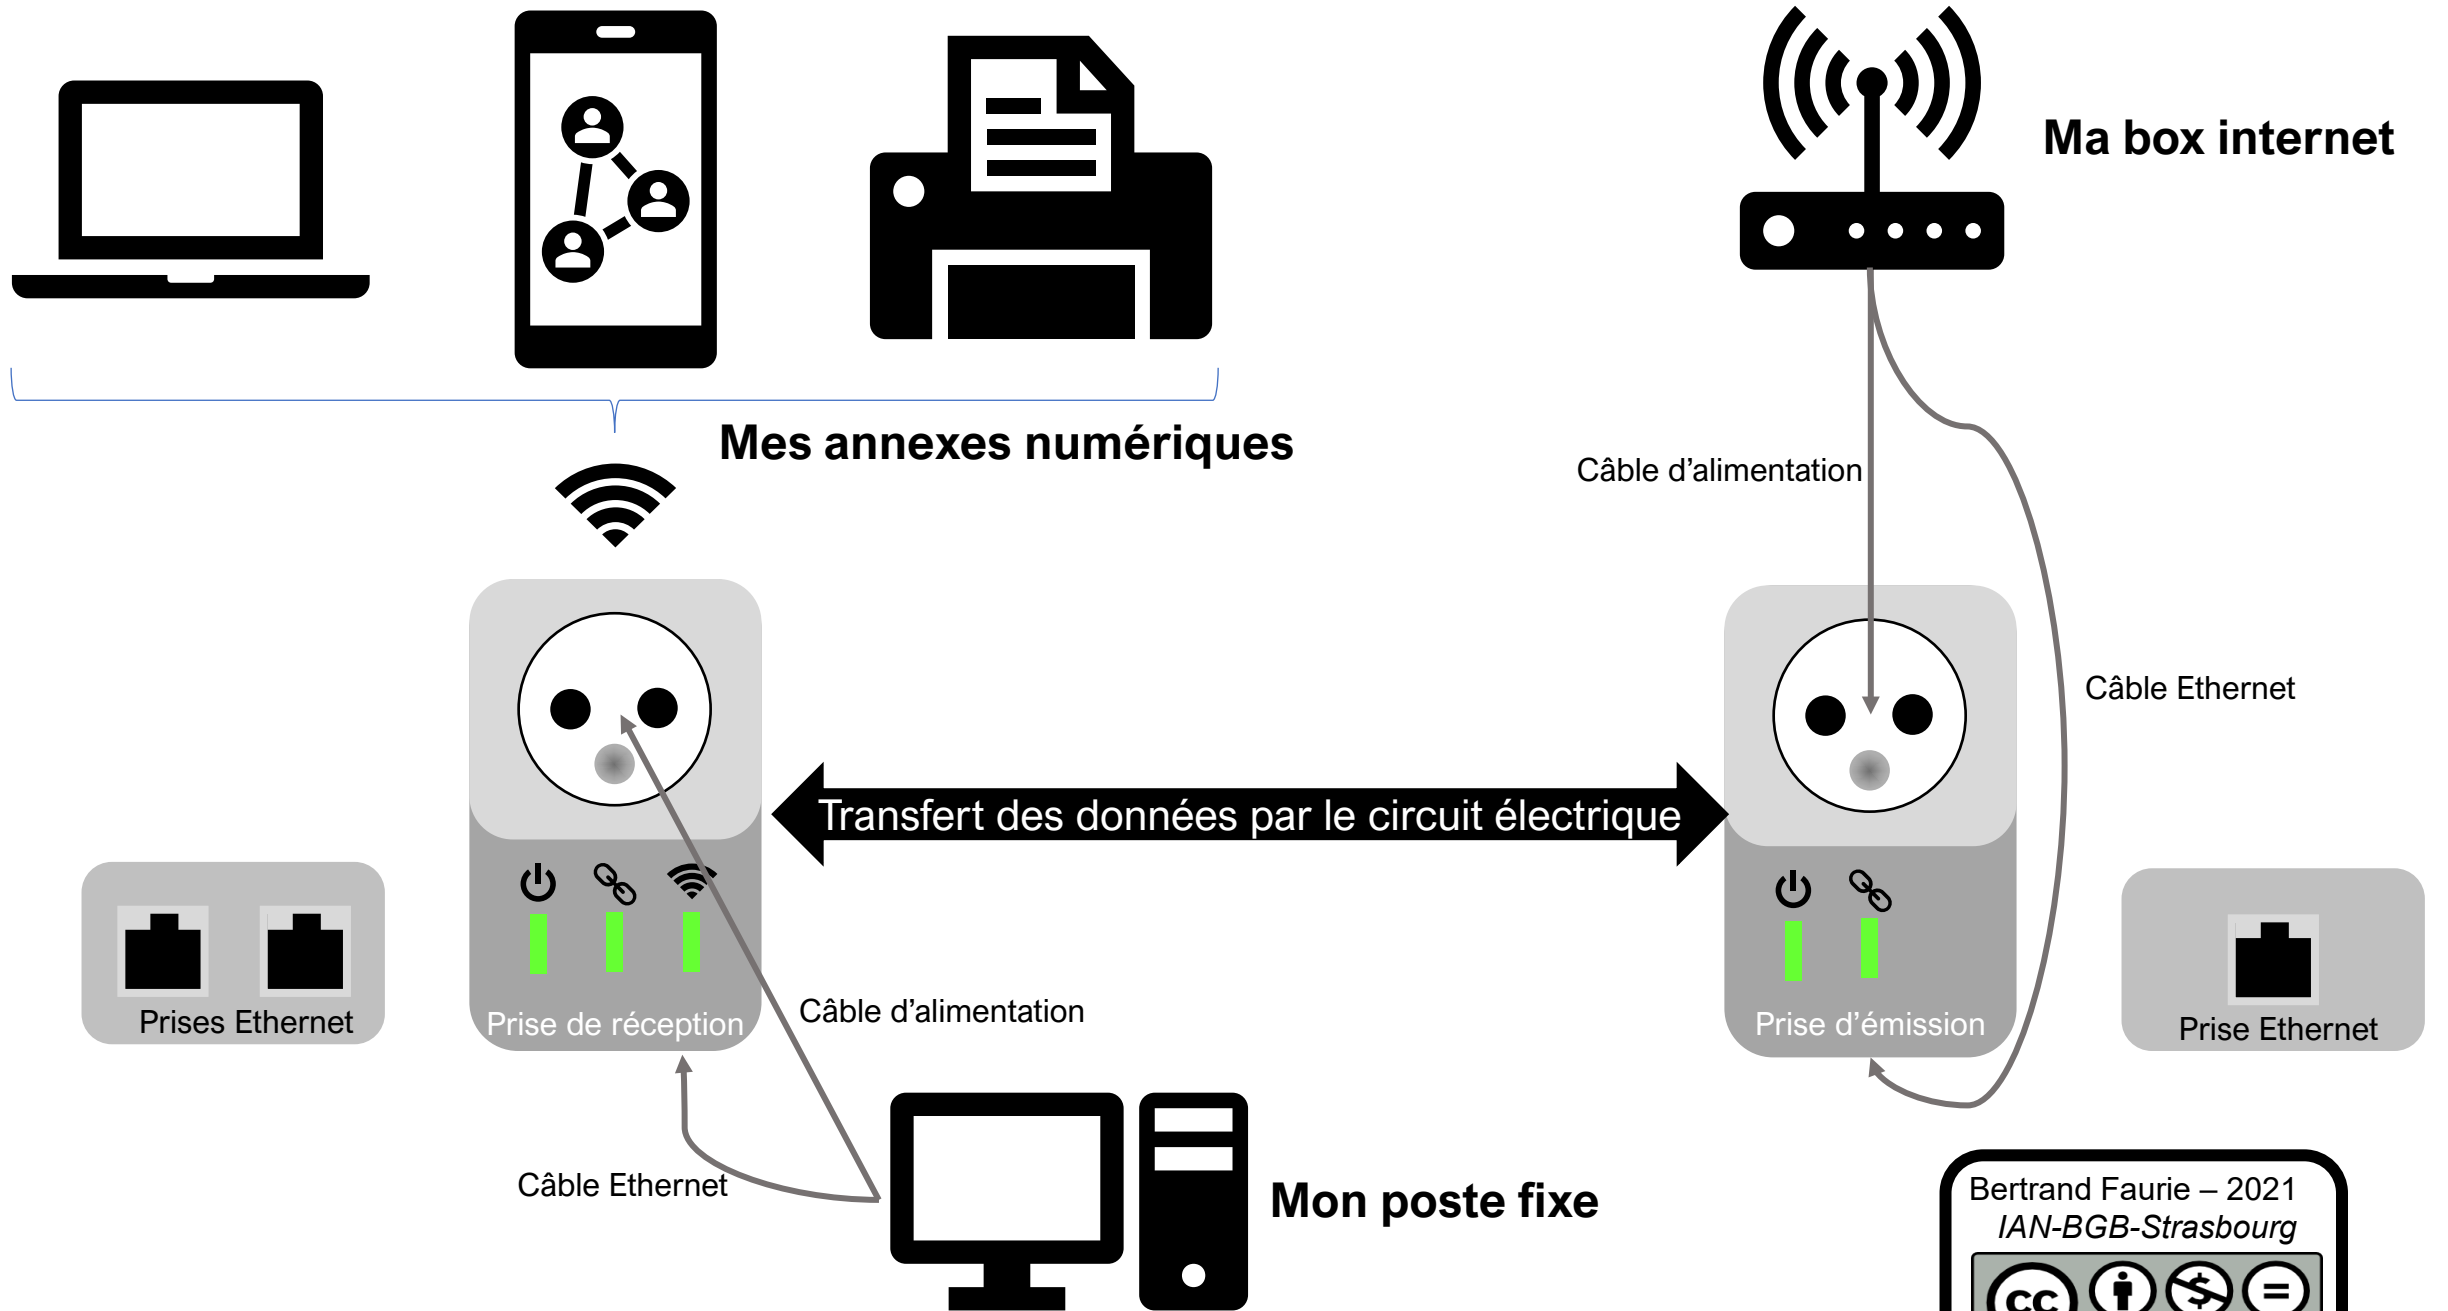 Ma box internet
Mes annexes numériques
Câble d’alimentation
Câble Ethernet
Transfert des données par le circuit électrique
Prises Ethernet
Prise de réception
Câble d’alimentation
Prise d’émission
Prise Ethernet
Câble Ethernet
Mon poste fixe
Bertrand Faurie – 2021
IAN-BGB-Strasbourg
cc